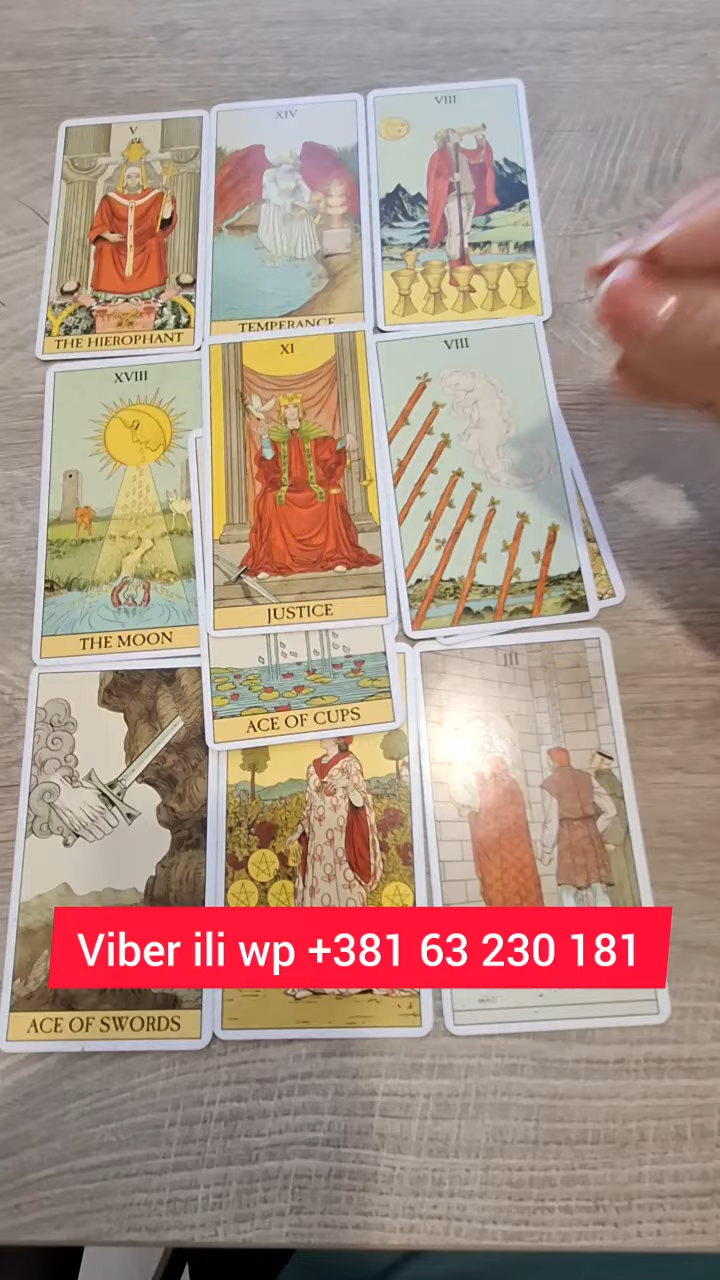 V
THE HIEROPHANT
XIV
TEMPERANCE
VIII
XVIII
THE MOON
XI
JUSTICE
VIII
ACE OF CUPS
ACE OF SWORDS
III
Viber ili wp +381 63 230 181